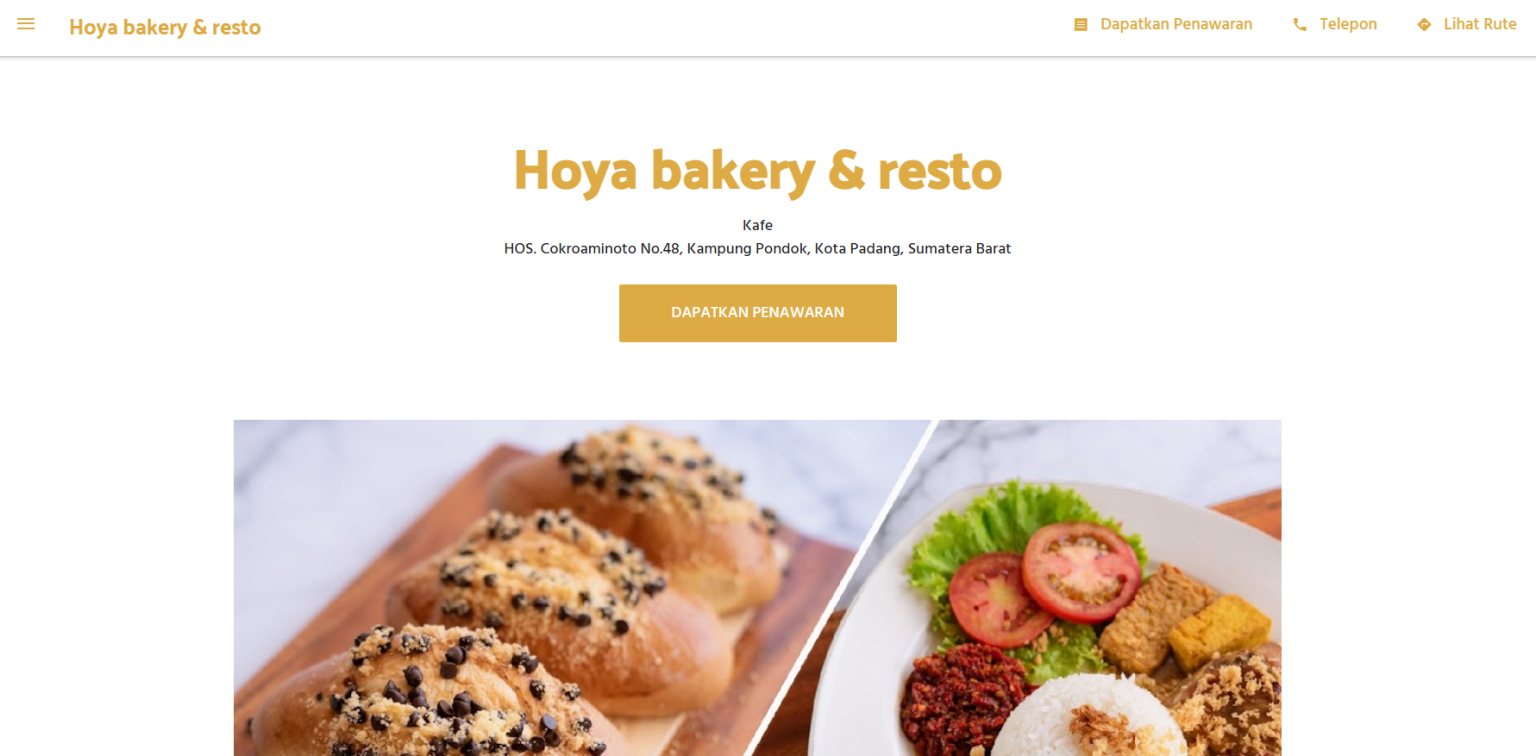 Hoya bakery & resto
Dapatkan Penawaran
Telepon
Lihat Rute
Hoya bakery & resto
Kafe
HOS. Cokroaminoto No.48, Kampung Pondok, Kota Padang, Sumatera Barat
DAPATKAN PENAWARAN